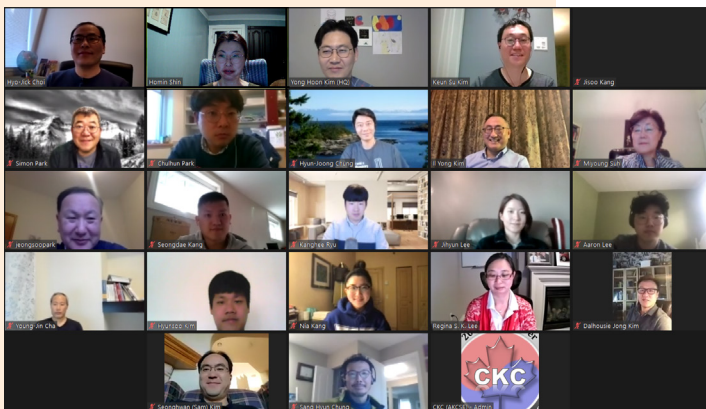 Hyo-Jick Choi
Homin Shin
Yong Hoon Kim (HQ)
Keun Su Kim
Jisoo Kang
Simon Park
Chulhun Park
Hyun-Joong Chung
Il Yong Kim
Miyoung Suh
jeongsoopark
Seongdae Kang
Kanghee Ryu
Jihyun Lee
Aaron Lee
Young-Jin Cha
Hyunsoo Kim
Nia Kang
Regina S. K. Lee
Dalhousie Jong Kim
Seonghwan (Sam) Kim
Sang Hyun Chung
CKC
CKC (AKCSE) - Admin